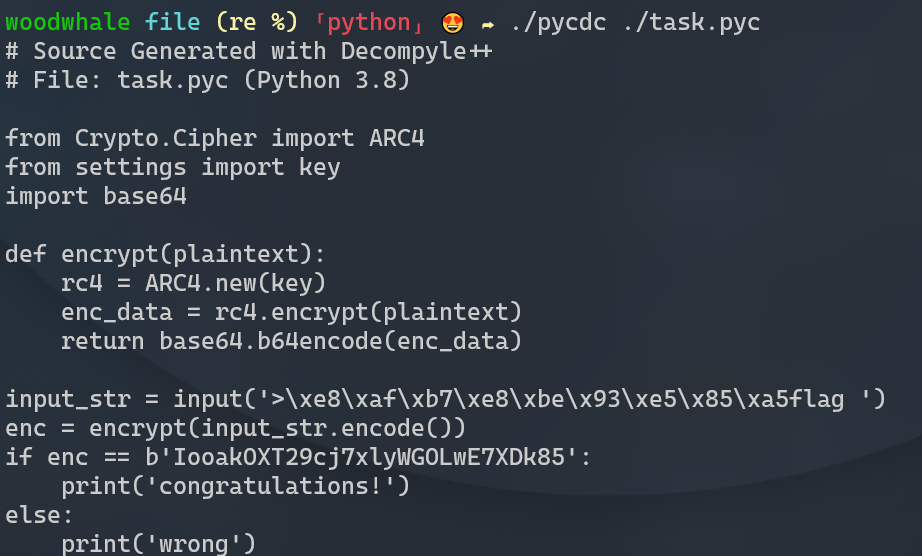 woodwhale file (re %) 「python」 😍 ➡ ./pycdc ./task.pyc
# Source Generated with Decompyle++
# File: task.pyc (Python 3.8)
from Crypto.Cipher import ARC4
from settings import key
import base64
def encrypt(plaintext):
    rc4 = ARC4.new(key)
    enc_data = rc4.encrypt(plaintext)
    return base64.b64encode(enc_data)
input_str = input('>\xe8\xaf\xb7\xe8\xbe\x93\xe5\x85\xa5flag ')
enc = encrypt(input_str.encode())
if enc == b'IooakOXT29cj7xlyWGOLwE7XDk85':
    print('congratulations!')
else:
    print('wrong')